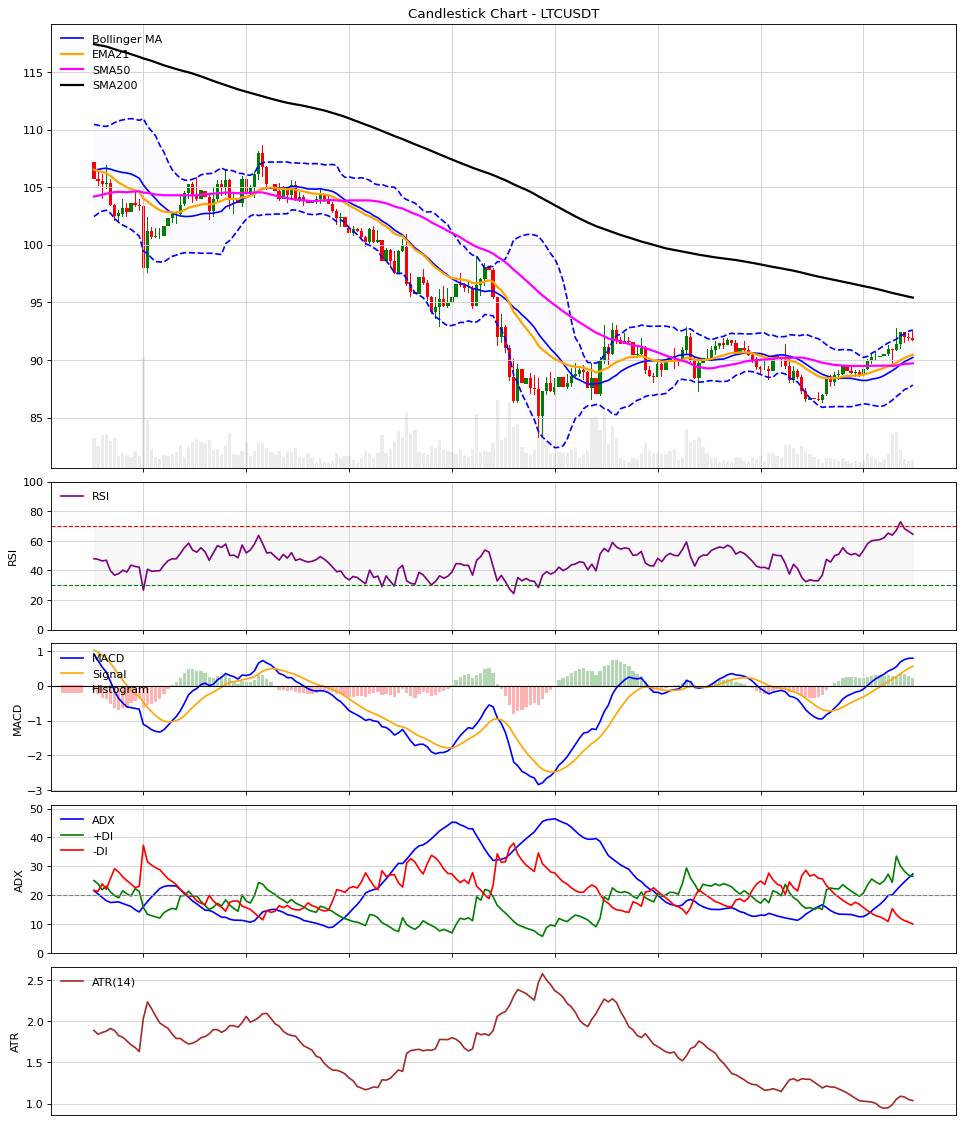 Candlestick Chart - LTCUSDT
Bollinger MA
EMA21
SMA50
SMA200
115
110
105
100
95
90
85
RSI
100
80
60
40
20
0
RSI
MACD
Signal
Histogram
1
0
−1
−2
−3
MACD
ADX
+DI
-DI
50
40
30
20
10
0
ADX
ATR(14)
2.5
2.0
1.5
1.0
ATR